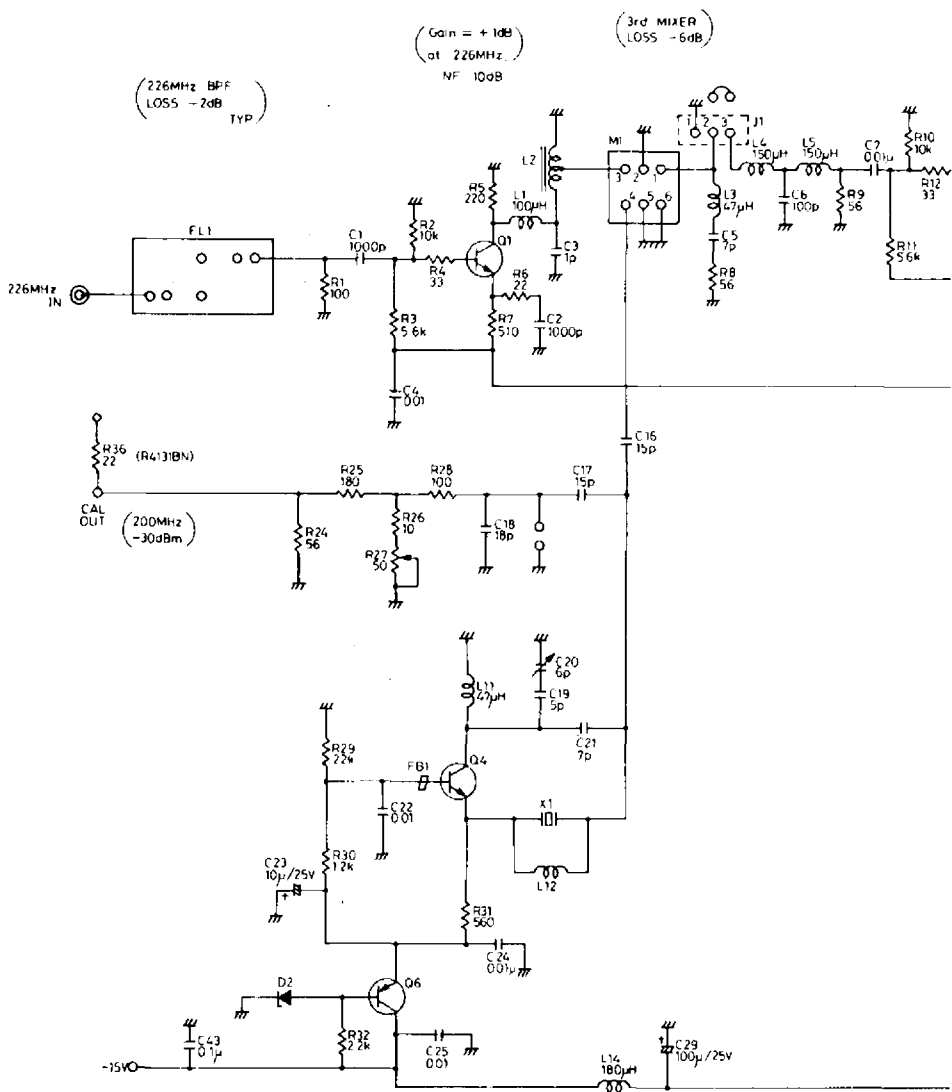 (Gain = +1dB
at 226MHz)
NF 10dB
(3rd MIXER
LOSS -6dB)
(226MHz BPF
LOSS -2dB
TYP)
J1
1 2 3
L4
150µH
L5
150µH
C7
0.01µ
R10
10k
R12
33
L2
M1
3 2 1
4 5 6
R5
220
L1
100µH
L3
47µH
C6
100p
R9
56
R11
5.6k
C5
7p
R8
56
FL1
C1
1000p
R2
10k
Q1
C3
1p
R4
33
R6
22
226MHz
IN
R1
100
R3
5.6k
R7
510
C2
1000p
C4
0.01
C16
15p
R36
22
(R4131BN)
CAL
OUT
(200MHz
-30dBm)
R25
180
R28
100
C17
15p
R24
56
R26
10
R27
50
C18
18p
L11
47µH
C20
6p
C19
5p
C21
7p
R29
22k
FB1
Q4
C22
0.01
X1
L12
R30
1.2k
C23
10µ/25V
+
R31
560
C24
0.01µ
D2
Q6
R32
2.2k
C43
0.1µ
C25
0.01
-15V
L14
180µH
+
C29
100µ/25V